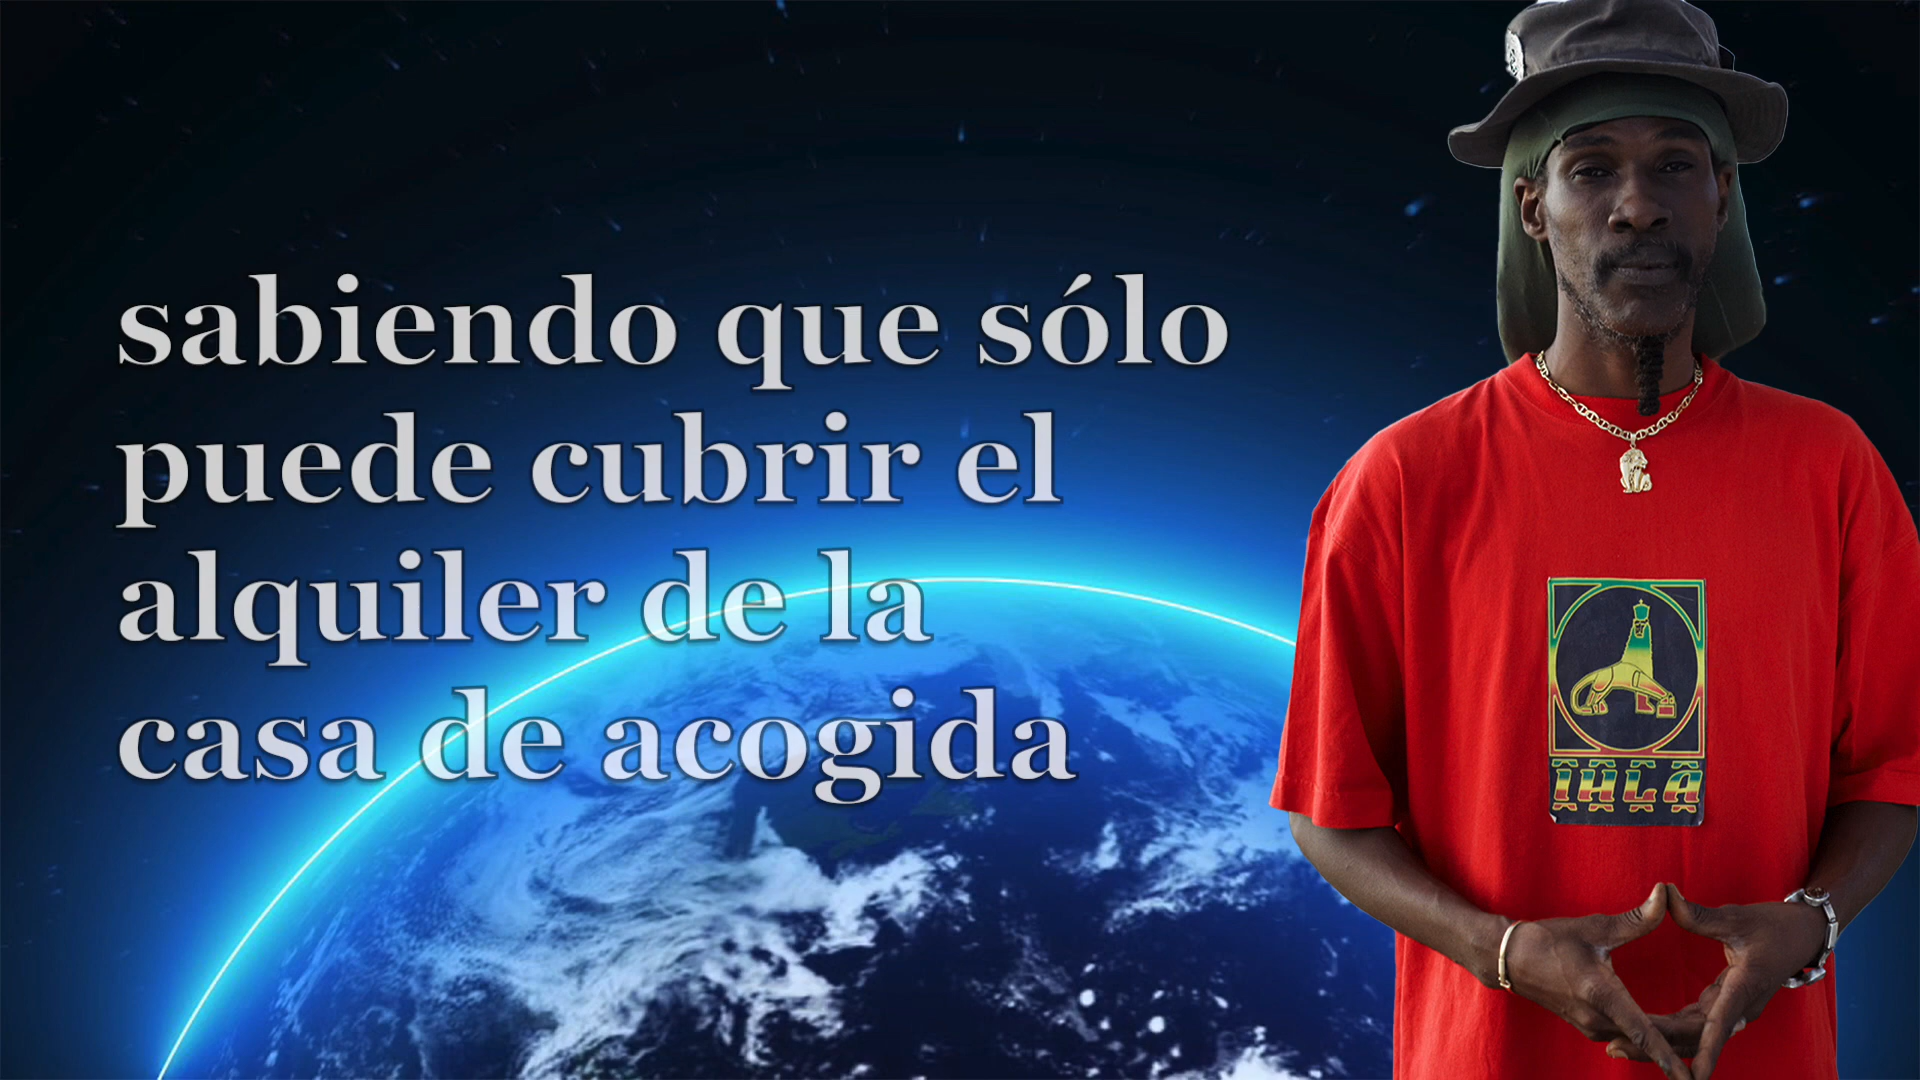 sabiendo que sólo
puede cubrir el
alquiler de la
casa de acogida
IHLA